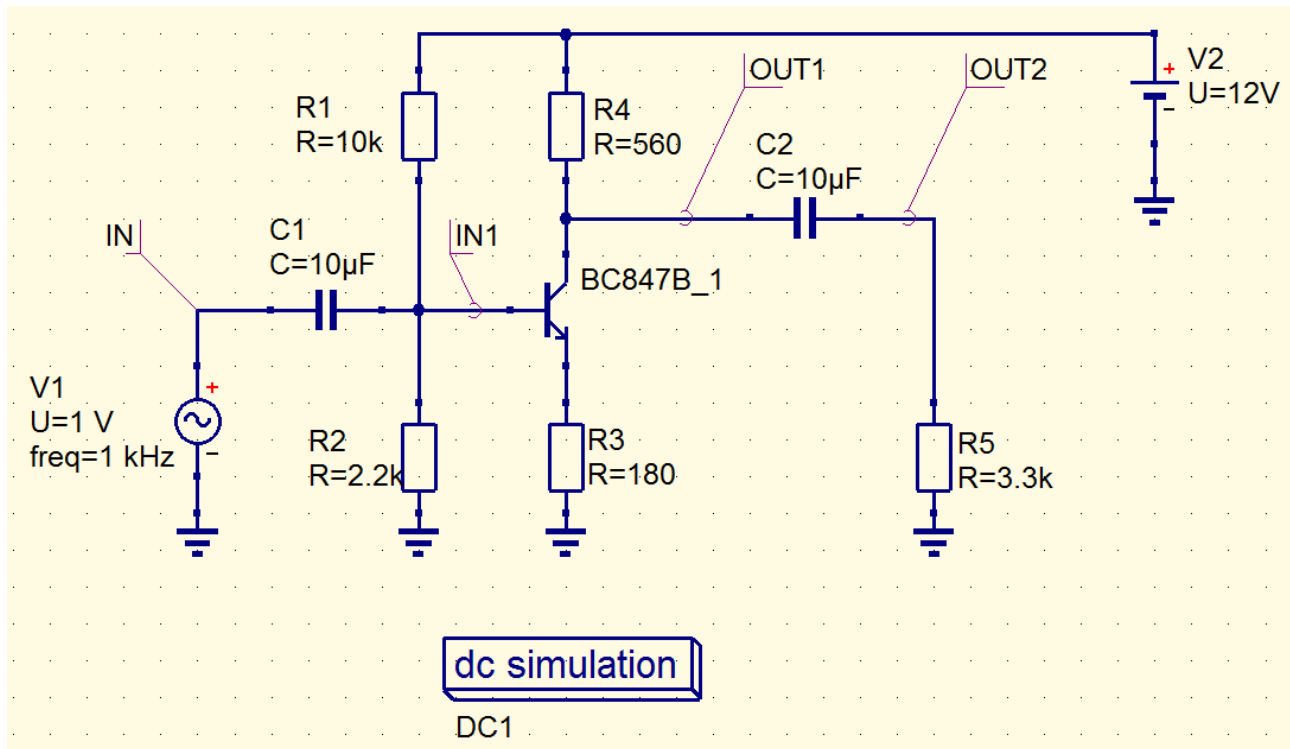 OUT1
OUT2
V2
U=12V
+
−
R1
R=10k
R4
R=560
C2
C=10µF
IN
C1
C=10µF
IN1
BC847B_1
V1
U=1 V
freq=1 kHz
+
−
R2
R=2.2k
R3
R=180
R5
R=3.3k
dc simulation
DC1